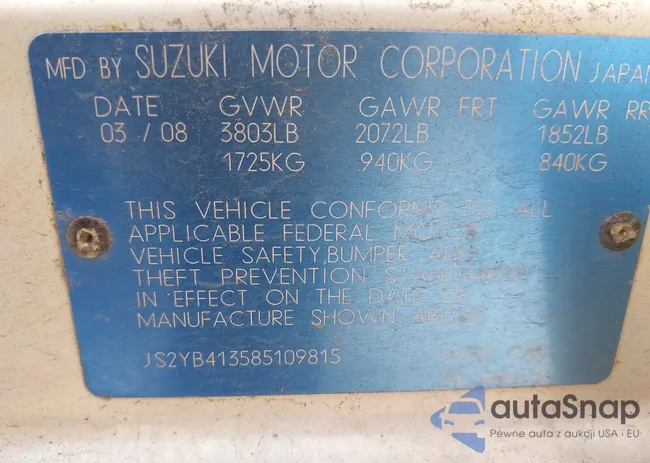 MFD BY SUZUKI MOTOR CORPORATION JAPAN
DATE GVWR GAWR FRT GAWR RR
03 / 08 3803LB 2072LB 1852LB
1725KG 940KG 840KG
THIS VEHICLE CONFORMS TO ALL
APPLICABLE FEDERAL MOTOR
VEHICLE SAFETY,BUMPER AND
THEFT PREVENTION STANDARDS
IN EFFECT ON THE DATE OF
MANUFACTURE SHOWN ABOVE
JS2YB413585109815
autaSnap
Pewne auta z aukcji USA i EU